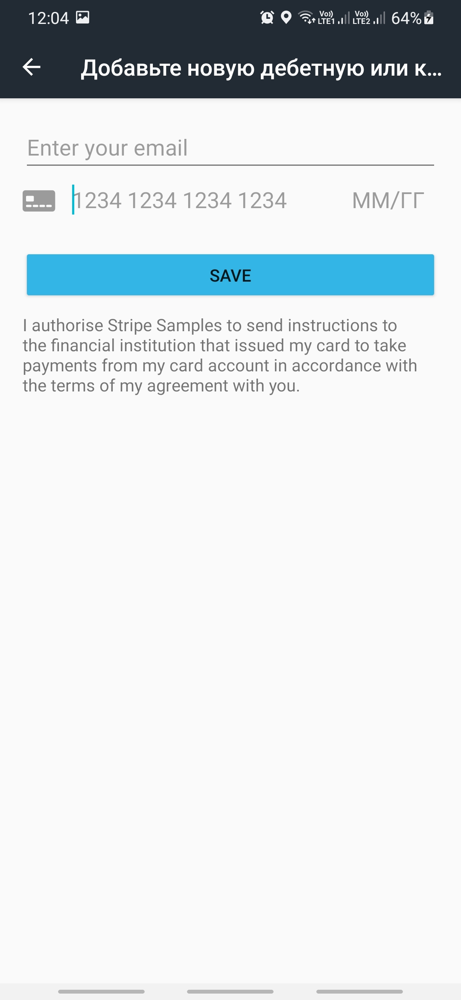 12:04
Vo)) LTE1 Vo)) LTE2 64%
Добавьте новую дебетную или к...
Enter your email
1234 1234 1234 1234 ММ/ГГ
SAVE
I authorise Stripe Samples to send instructions to
the financial institution that issued my card to take
payments from my card account in accordance with
the terms of my agreement with you.